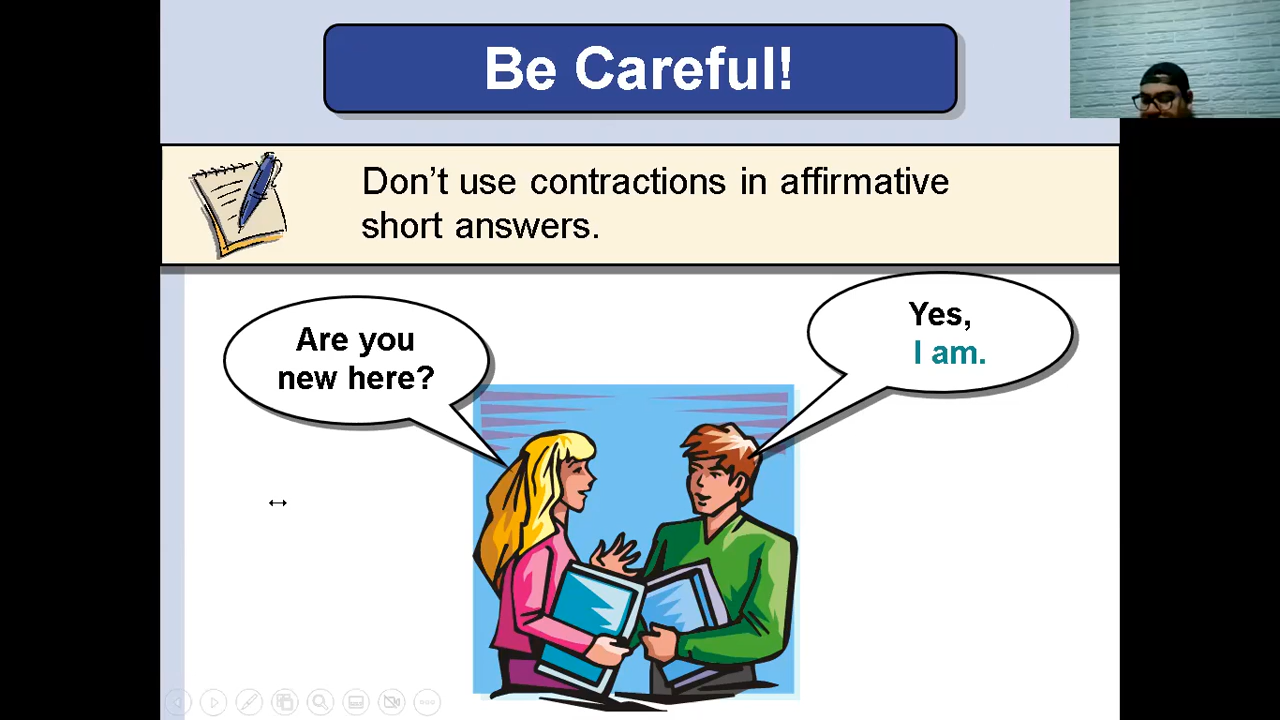 Be Careful!
Don’t use contractions in affirmative
short answers.
Are you
new here?
Yes,
I am.